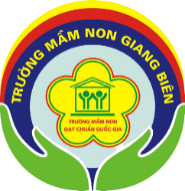 TRƯỜNG MẦM NON GIANG BIÊN
TRƯỜNG MẦM NON
ĐẠT CHUẨN QUỐC GIA